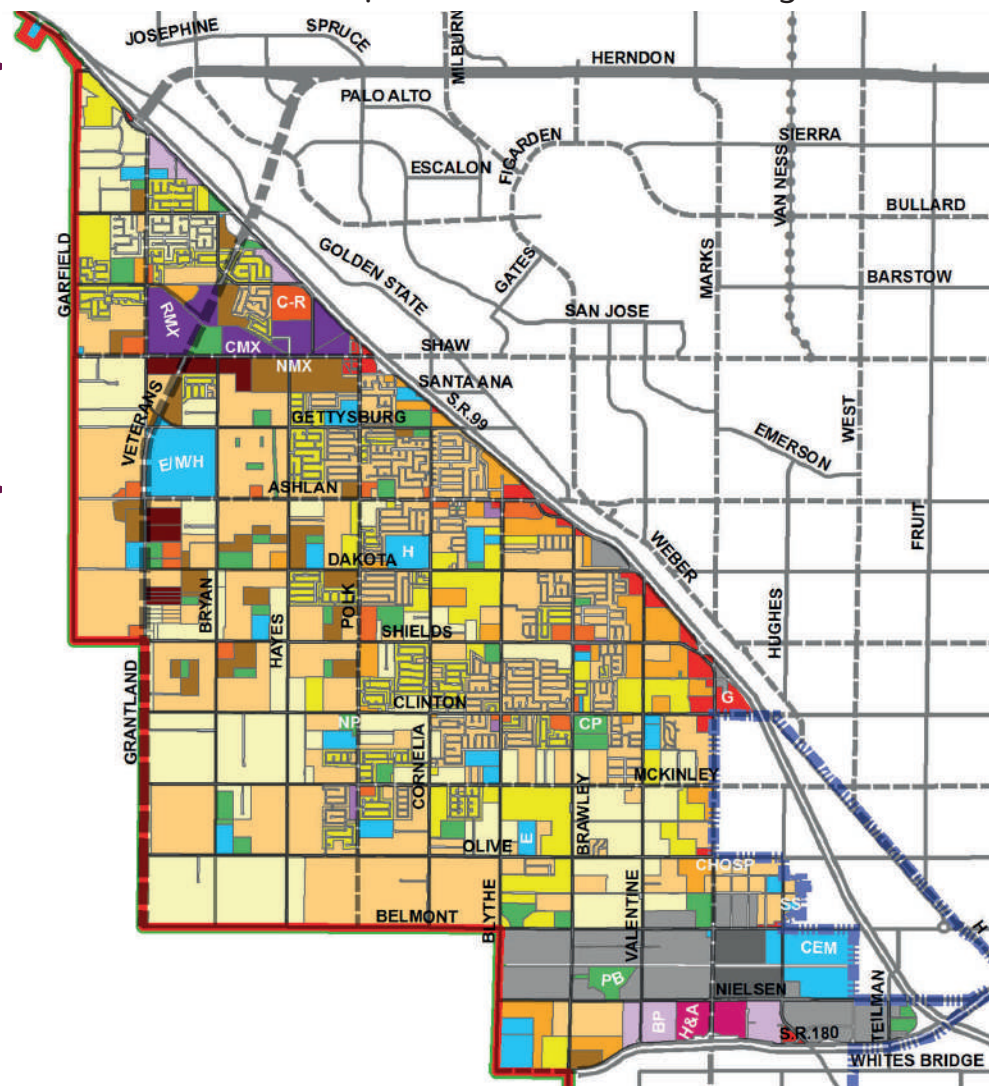 JOSEPHINE
SPRUCE
MILBURN
HERNDON
PALO ALTO
FIGARDEN
SIERRA
ESCALON
VAN NESS
BULLARD
GARFIELD
GOLDEN STATE
GATES
MARKS
BARSTOW
C-R
RMX
SAN JOSE
CMX
SHAW
NMX
SANTA ANA
VETERANS
S.R.99
GETTYSBURG
WEST
EMERSON
E/M/H
ASHLAN
FRUIT
WEBER
H
DAKOTA
BRYAN
POLK
HAYES
SHIELDS
HUGHES
GRANTLAND
CLINTON
G
NP
CP
CORNELIA
MCKINLEY
BRAWLEY
E
OLIVE
CHOSP
BLYTHE
SS
BELMONT
VALENTINE
CEM
H
PB
NIELSEN
BP
H&A
TEILMAN
S.R.180
WHITES BRIDGE